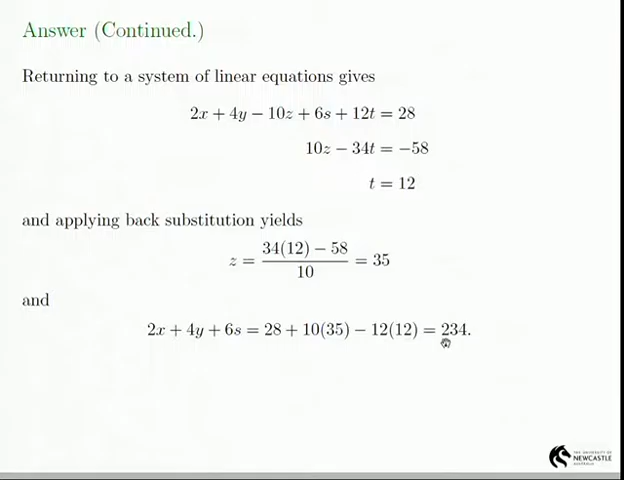 Answer (Continued.)
Returning to a system of linear equations gives
2x + 4y − 10z + 6s + 12t = 28
10z − 34t = −58
t = 12
and applying back substitution yields
z = \frac{34(12) − 58}{10} = 35
and
2x + 4y + 6s = 28 + 10(35) − 12(12) = 234.
THE UNIVERSITY OF
NEWCASTLE
AUSTRALIA